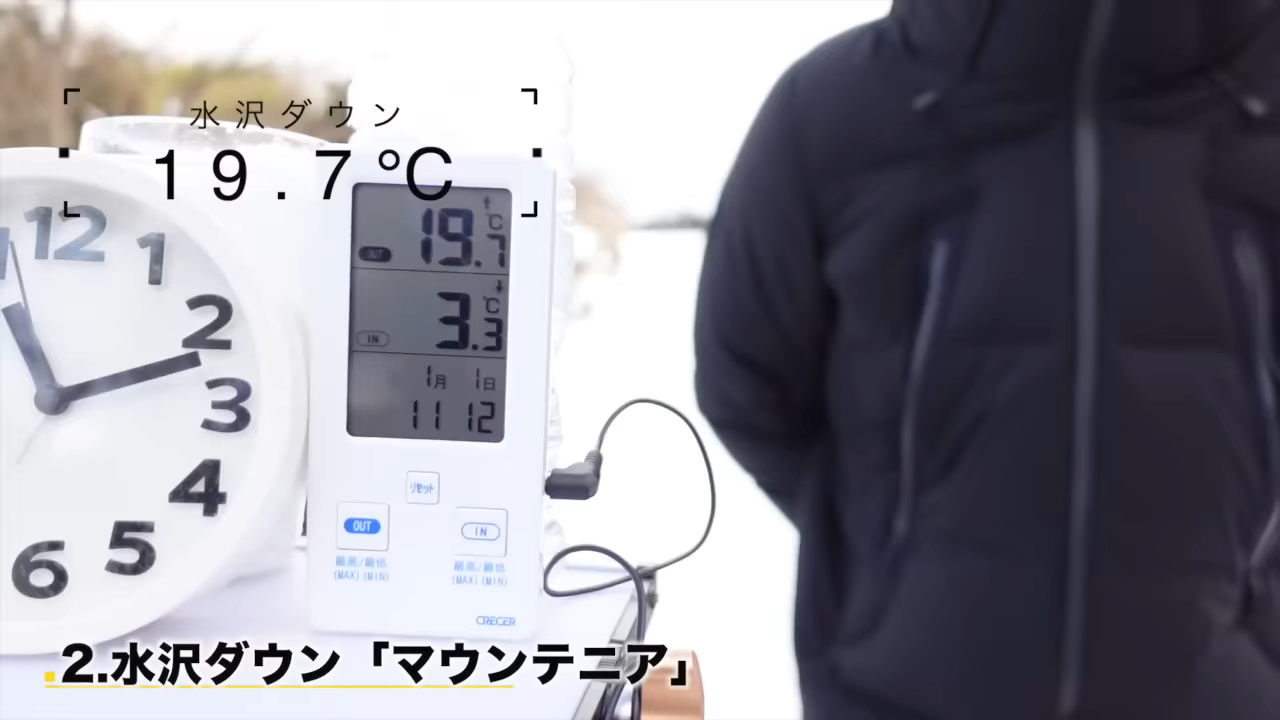 水沢ダウン
19.7℃
12
1
2
3
4
5
6
OUT 19.7℃
IN 3.3℃
1月 1日
11 12
リセット
OUT
IN
最高/最低
(MAX)(MIN)
最高/最低
(MAX)(MIN)
CRECER
2.水沢ダウン「マウンテニア」